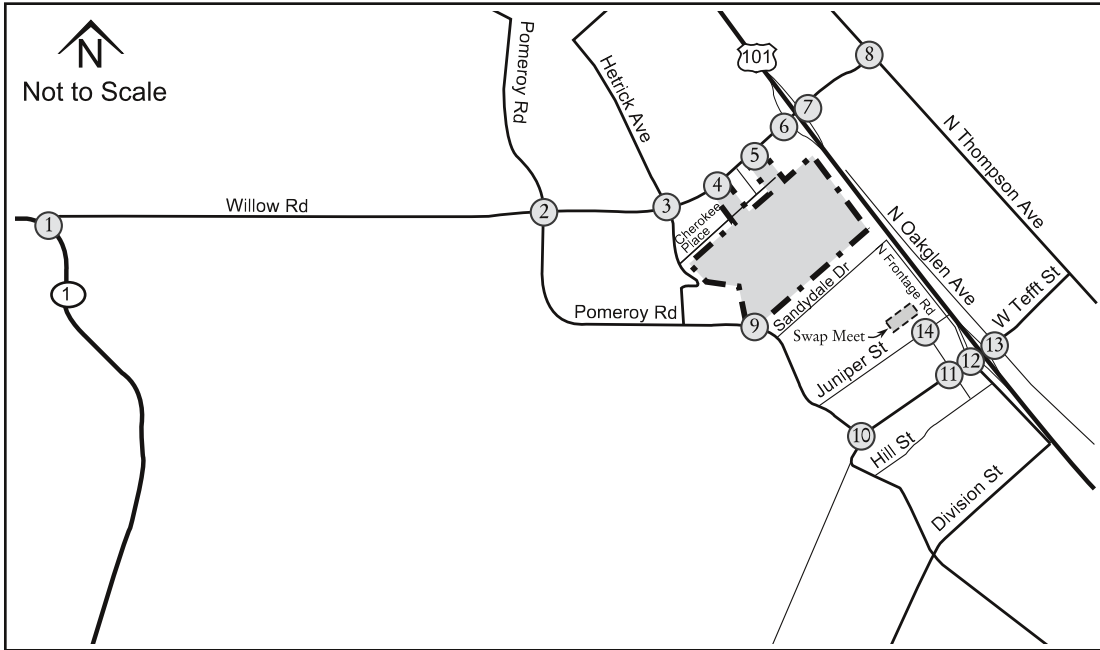 N
Not to Scale
Pomeroy Rd
Hetrick Ave
101
8
7
6
5
4
3
2
1
Willow Rd
N Thompson Ave
Cherokee
Place
N Oakglen Ave
N Frontage Rd
W Tefft St
1
Pomeroy Rd
9
Sandydale Dr
Swap Meet
14
13
12
11
Juniper St
10
Hill St
Division St